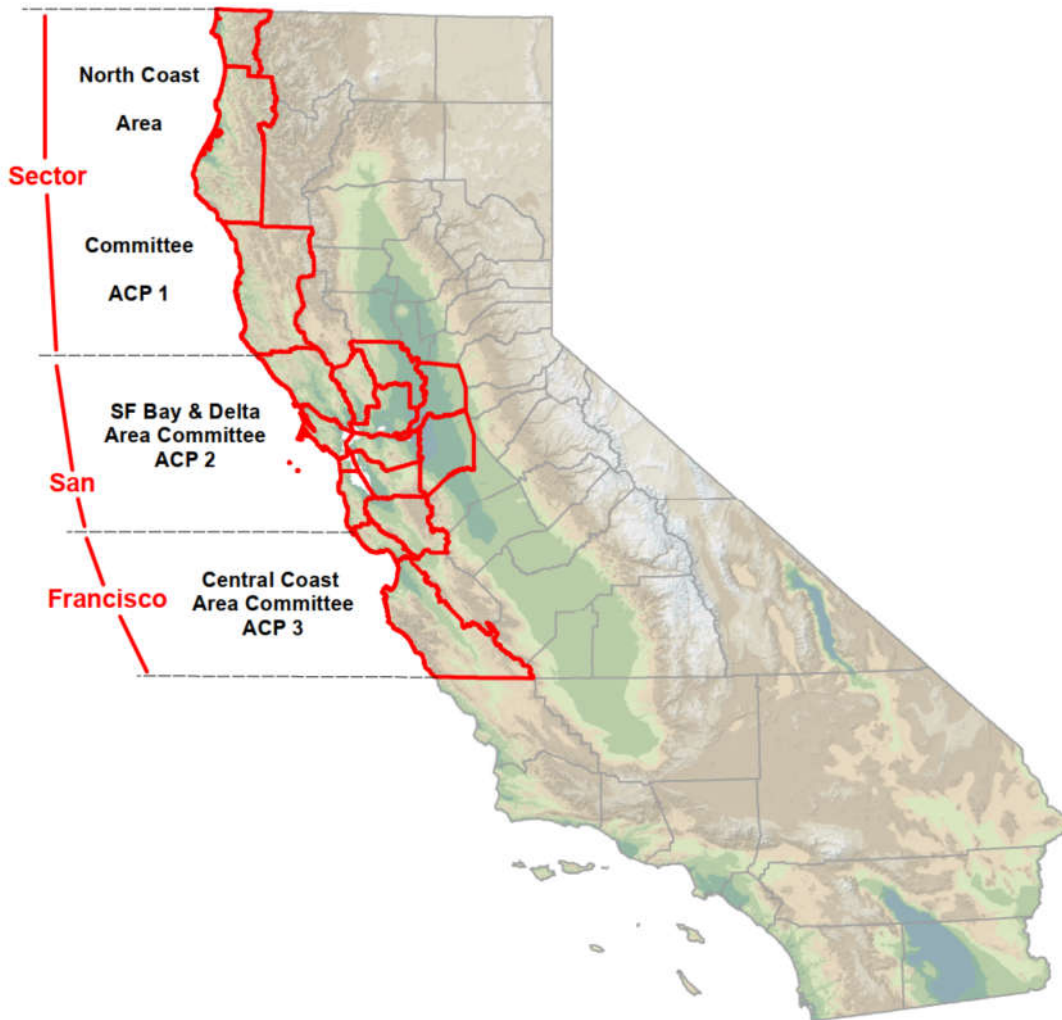 North Coast
Area
Sector
Committee
ACP 1
SF Bay & Delta
Area Committee
ACP 2
San
Central Coast
Area Committee
ACP 3
Francisco